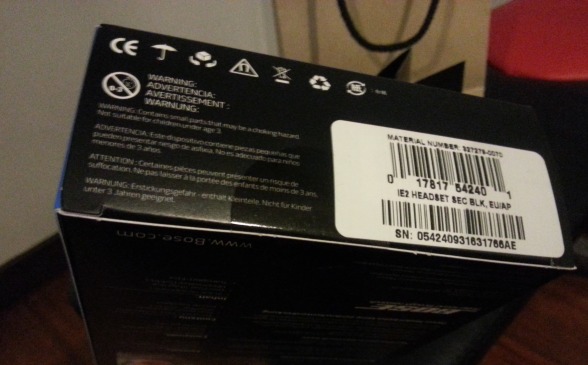 CE
0-3
WARNING:
ADVERTENCIA:
AVERTISSEMENT:
WARNUNG:
WARNING: Contains small parts that may be a choking hazard.
Not suitable for children under age 3.
ADVERTENCIA: Este dispositivo contiene piezas pequeñas que
pueden presentar riesgo de asfixia. No es adecuado para niños
menores de 3 años.
ATTENTION: Certaines pièces peuvent présenter un risque de
suffocation. Ne pas laisser à la portée des enfants de moins de 3 ans.
WARNUNG: Erstickungsgefahr - enthält Kleinteile. Nicht für Kinder
unter 3 Jahren geeignet.
MATERIAL NUMBER: 327279-0070
0 17817 54240 1
IE2 HEADSET SEC BLK, EU/AP
SN: 054240931631766AE
www.Bose.com
BOSE